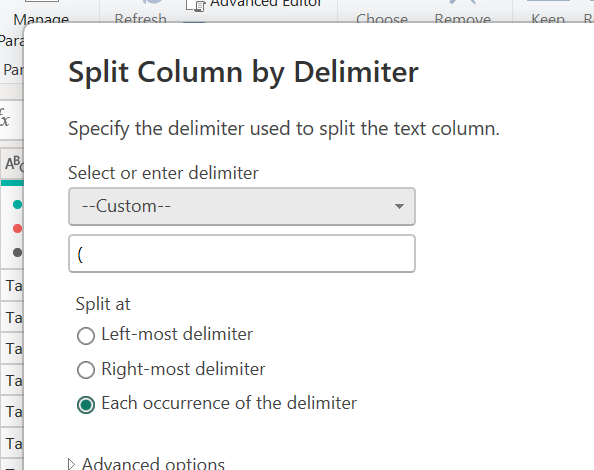 Advanced Editor
Manage
Refresh
Choose
Remove
Keep
Para
Par
fx
Split Column by Delimiter
Specify the delimiter used to split the text column.
Select or enter delimiter
--Custom--
(
Split at
Left-most delimiter
Right-most delimiter
Each occurrence of the delimiter
Advanced options
Ta
Ta
Ta
Ta
Ta
Ta